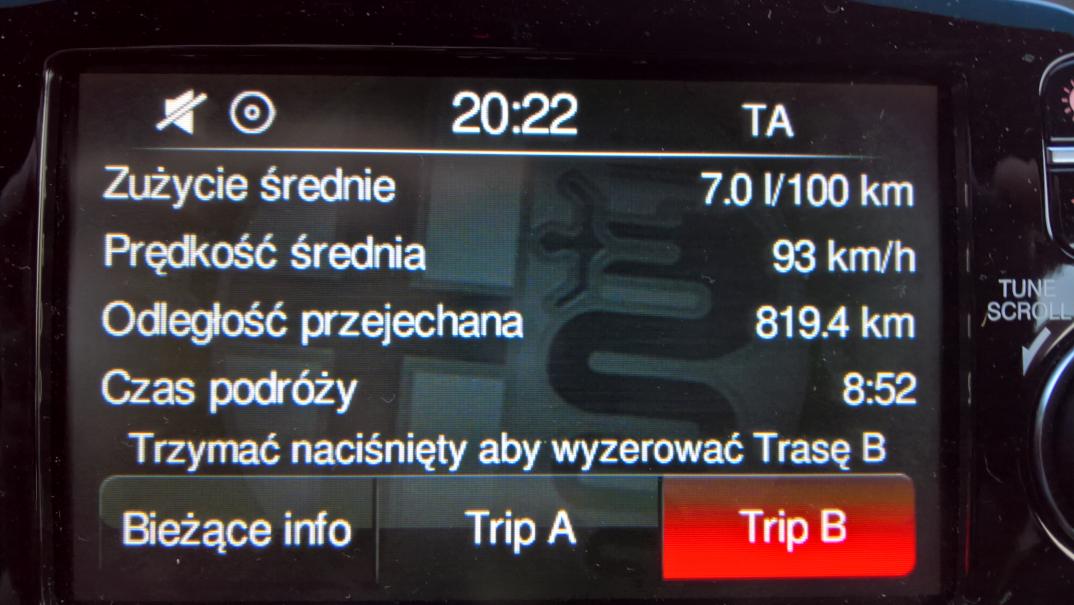 20:22 TA
Zużycie średnie 7.0 l/100 km
Prędkość średnia 93 km/h
Odległość przejechana 819.4 km
Czas podróży 8:52
Trzymać naciśnięty aby wyzerować Trasę B
Bieżące info Trip A Trip B
TUNE
SCROLL